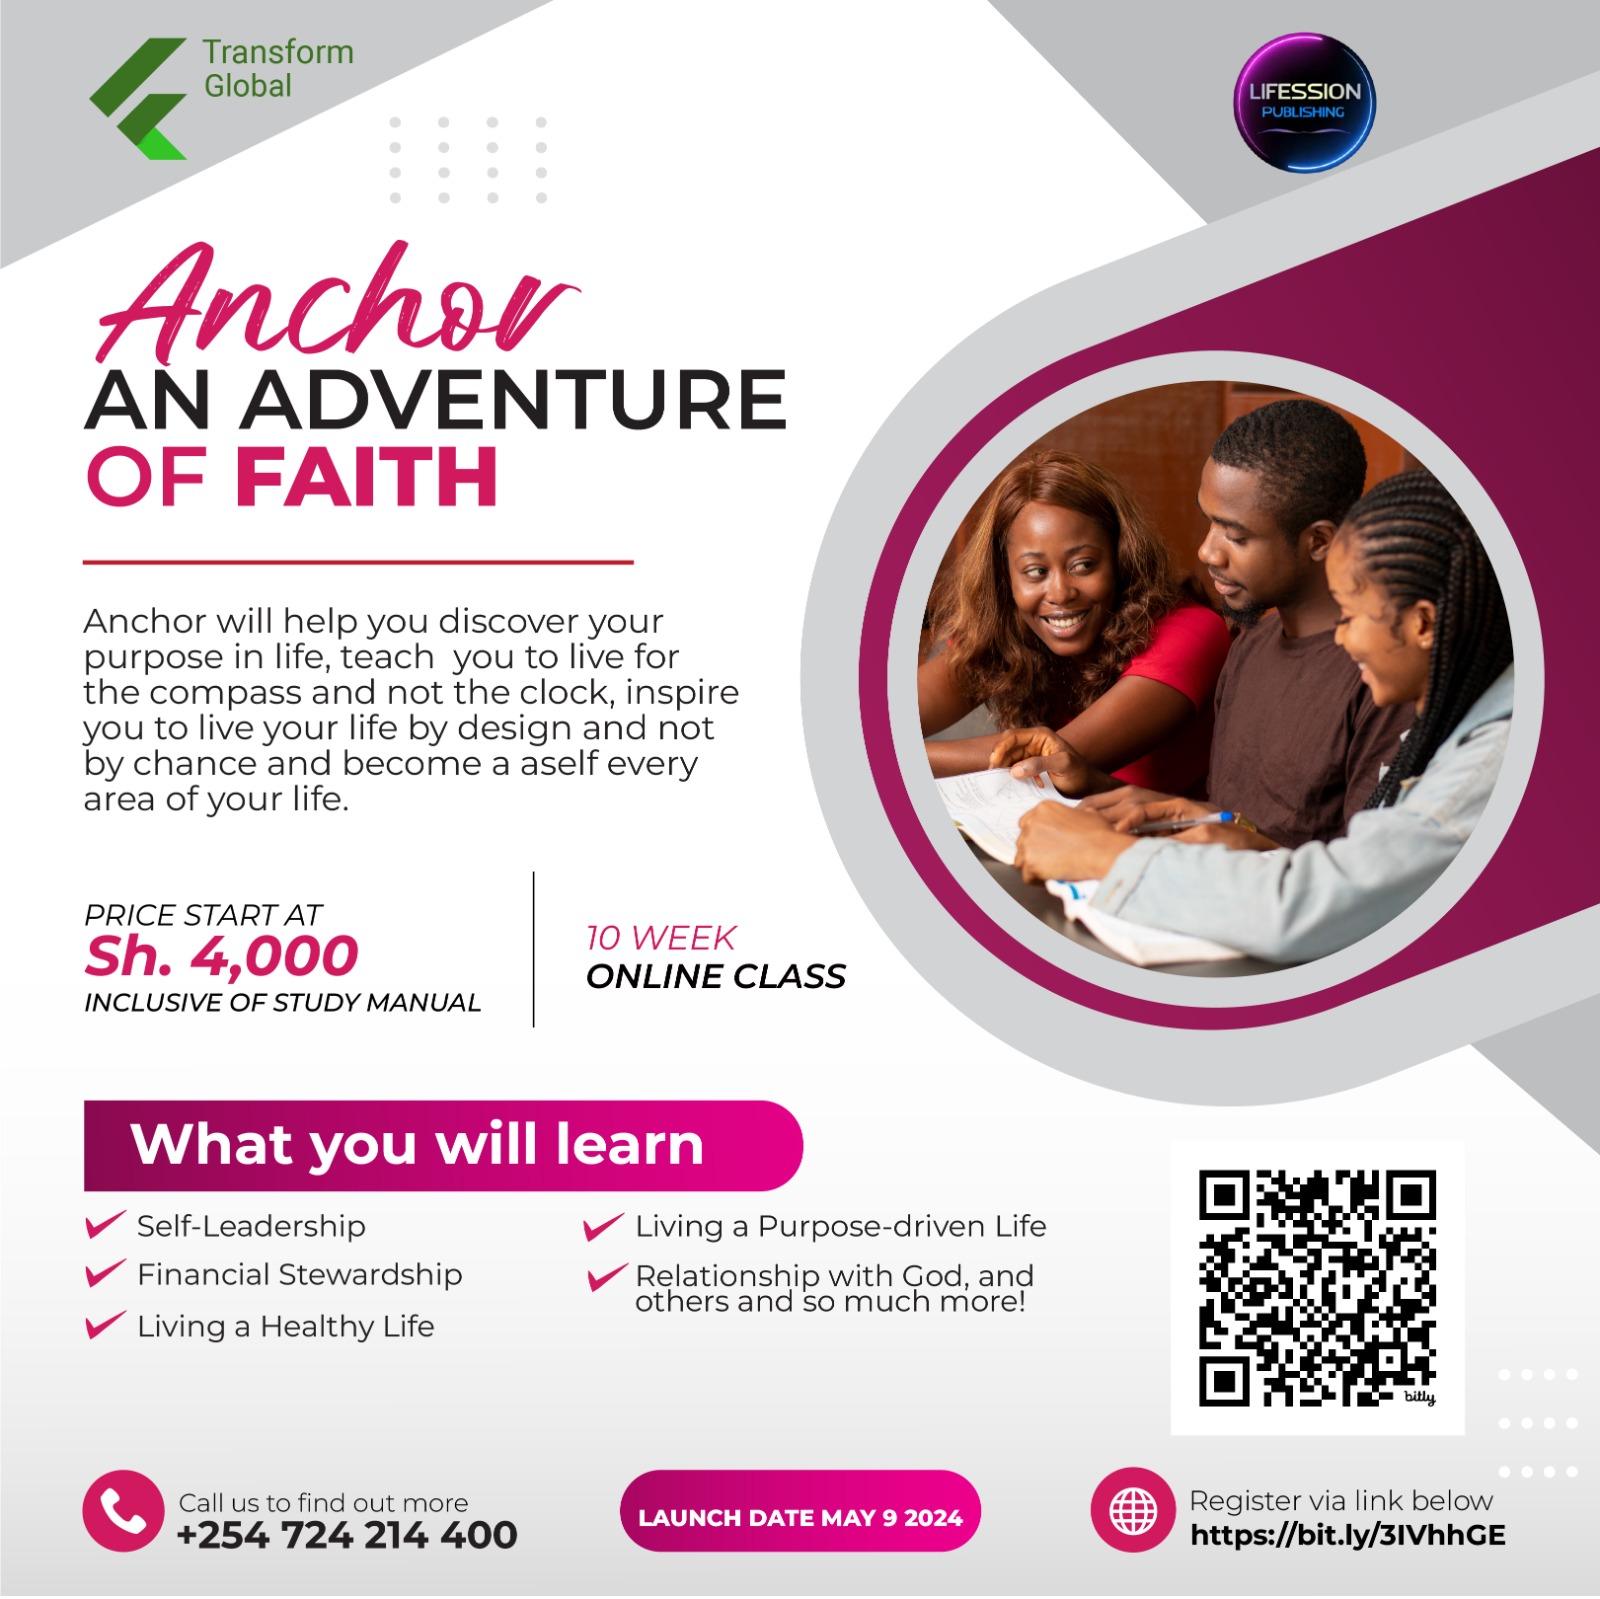 Transform
Global
LIFESSION
PUBLISHING
Anchor
AN ADVENTURE
OF FAITH
Anchor will help you discover your
purpose in life, teach you to live for
the compass and not the clock, inspire
you to live your life by design and not
by chance and become a aself every
area of your life.
PRICE START AT
Sh. 4,000
INCLUSIVE OF STUDY MANUAL
10 WEEK
ONLINE CLASS
What you will learn
Self-Leadership
Financial Stewardship
Living a Healthy Life
Living a Purpose-driven Life
Relationship with God, and
others and so much more!
bitly
Call us to find out more
+254 724 214 400
LAUNCH DATE MAY 9 2024
Register via link below
https://bit.ly/3IVhhGE